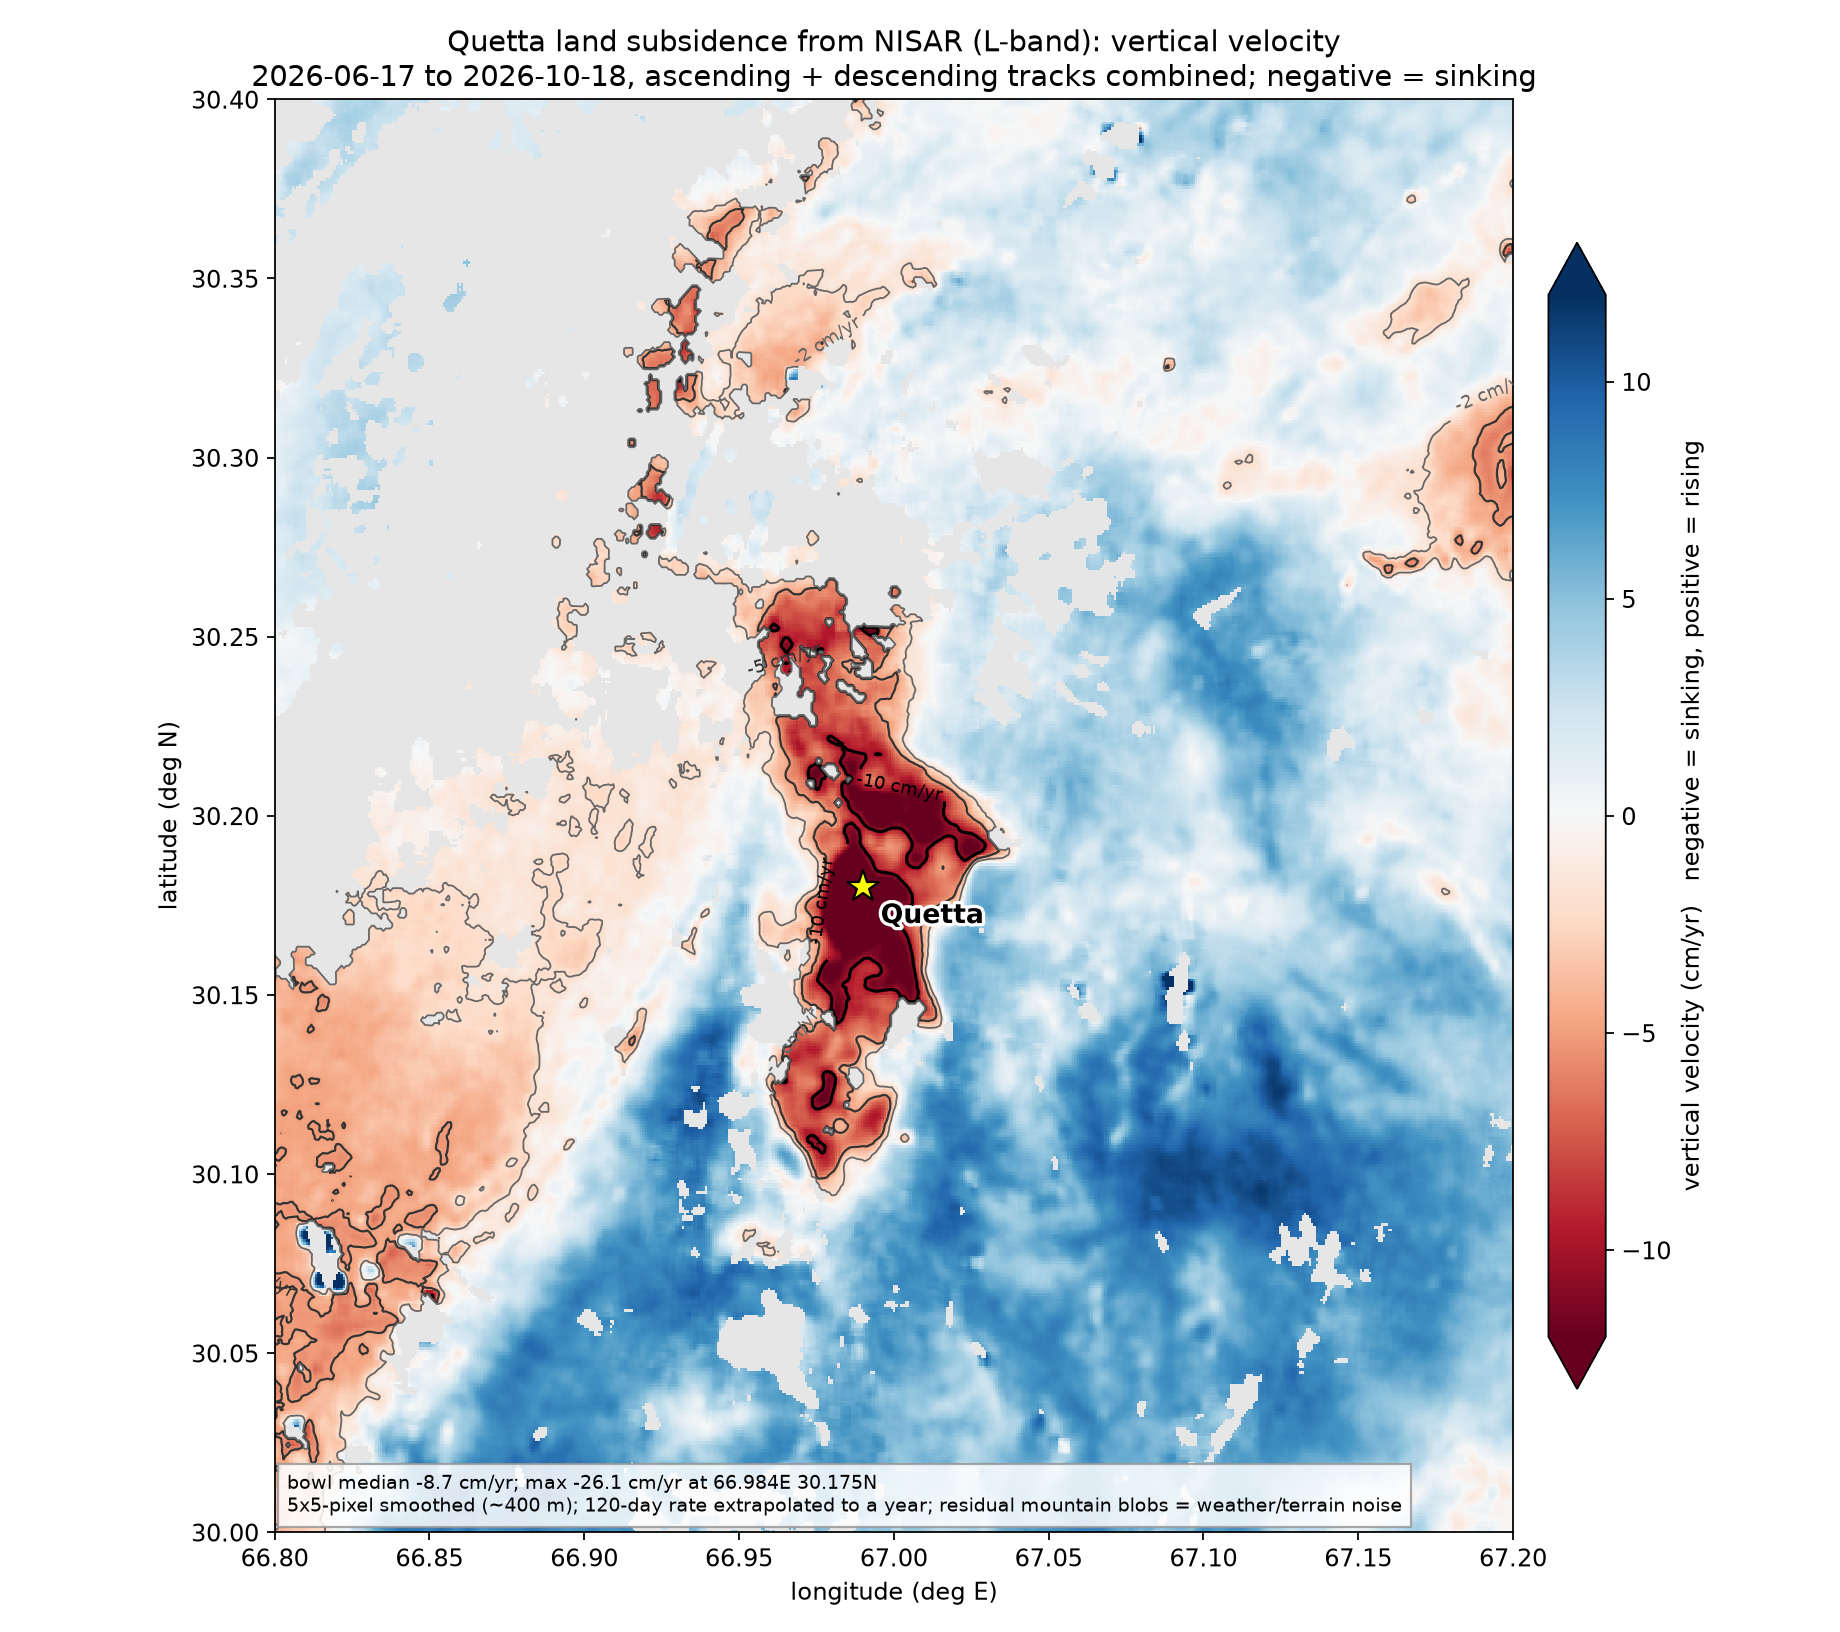 Quetta land subsidence from NISAR (L-band): vertical velocity
2026-06-17 to 2026-10-18, ascending + descending tracks combined; negative = sinking
30.40
30.35
30.30
30.25
30.20
30.15
30.10
30.05
30.00
latitude (deg N)
66.80
66.85
66.90
66.95
67.00
67.05
67.10
67.15
67.20
longitude (deg E)
-2 cm/yr
-2 cm/y
-10 cm/yr
-10 cm/yr
Quetta
bowl median -8.7 cm/yr; max -26.1 cm/yr at 66.984E 30.175N
5x5-pixel smoothed (~400 m); 120-day rate extrapolated to a year; residual mountain blobs = weather/terrain noise
10
5
0
−5
−10
vertical velocity (cm/yr)   negative = sinking, positive = rising